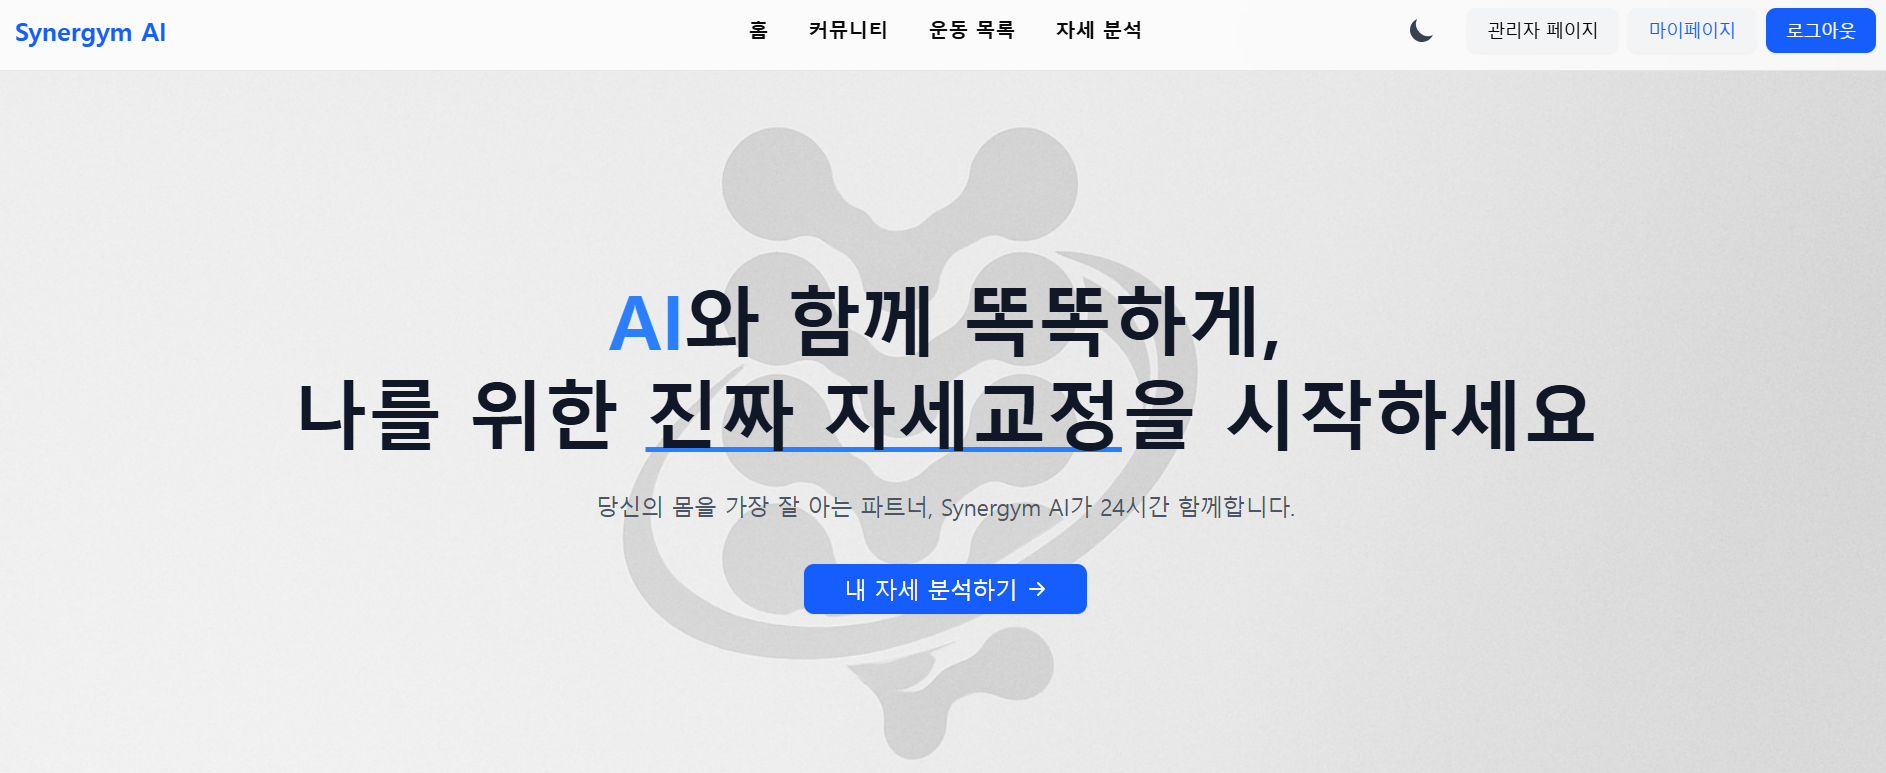 Synergym AI
홈 커뮤니티 운동 목록 자세 분석
관리자 페이지 마이페이지 로그아웃
AI와 함께 똑똑하게,
나를 위한 진짜 자세교정을 시작하세요
당신의 몸을 가장 잘 아는 파트너, Synergym AI가 24시간 함께합니다.
내 자세 분석하기 →